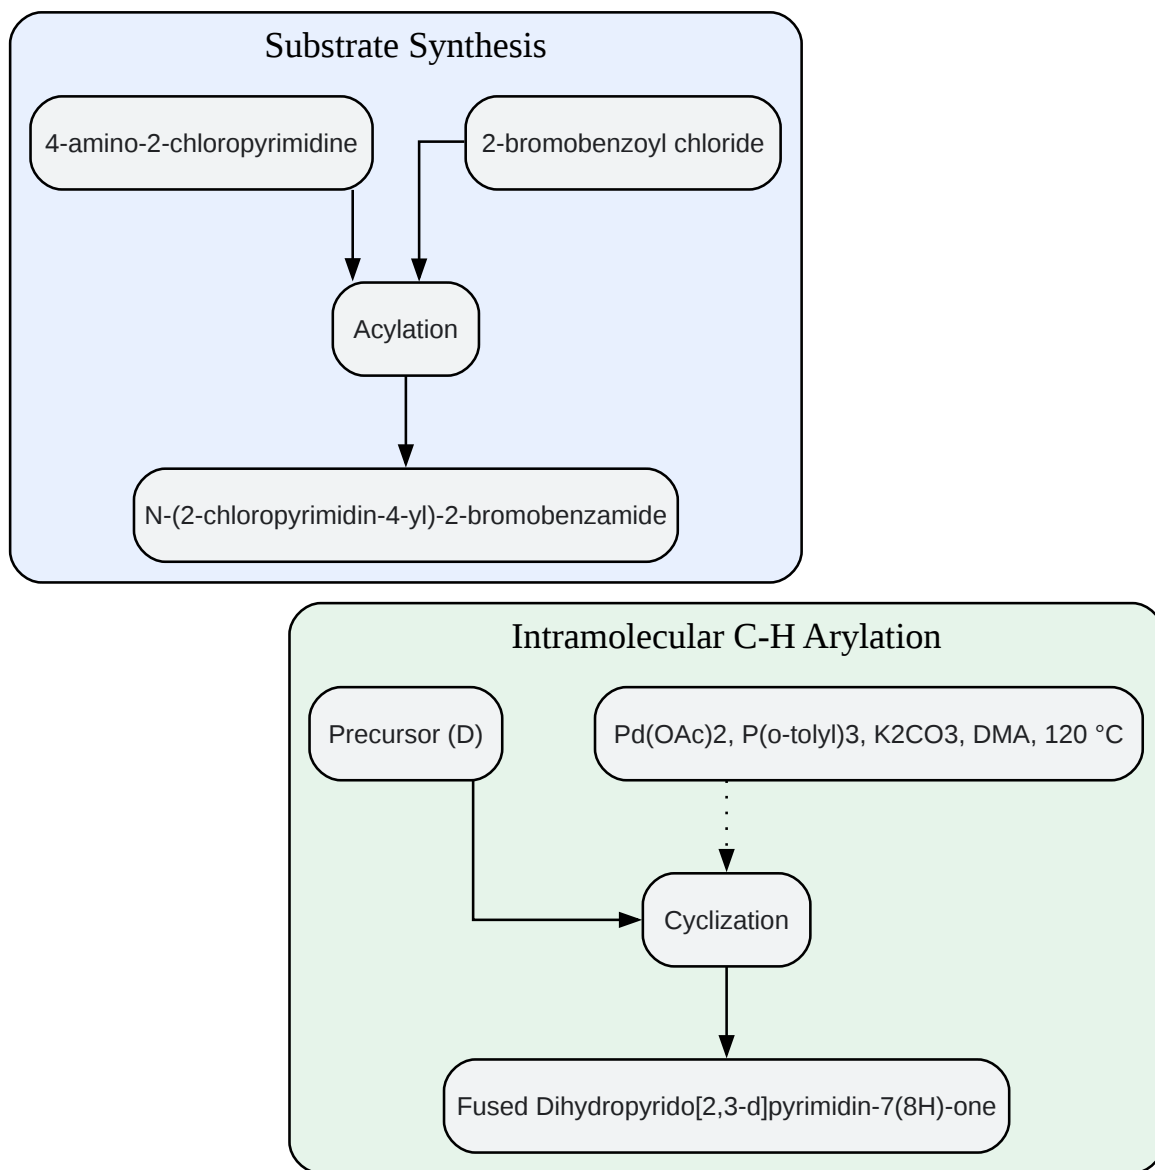 Substrate Synthesis
4-amino-2-chloropyrimidine
2-bromobenzoyl chloride
Acylation
N-(2-chloropyrimidin-4-yl)-2-bromobenzamide
Intramolecular C-H Arylation
Precursor (D)
Pd(OAc)2, P(o-tolyl)3, K2CO3, DMA, 120 °C
Cyclization
Fused Dihydropyrido[2,3-d]pyrimidin-7(8H)-one